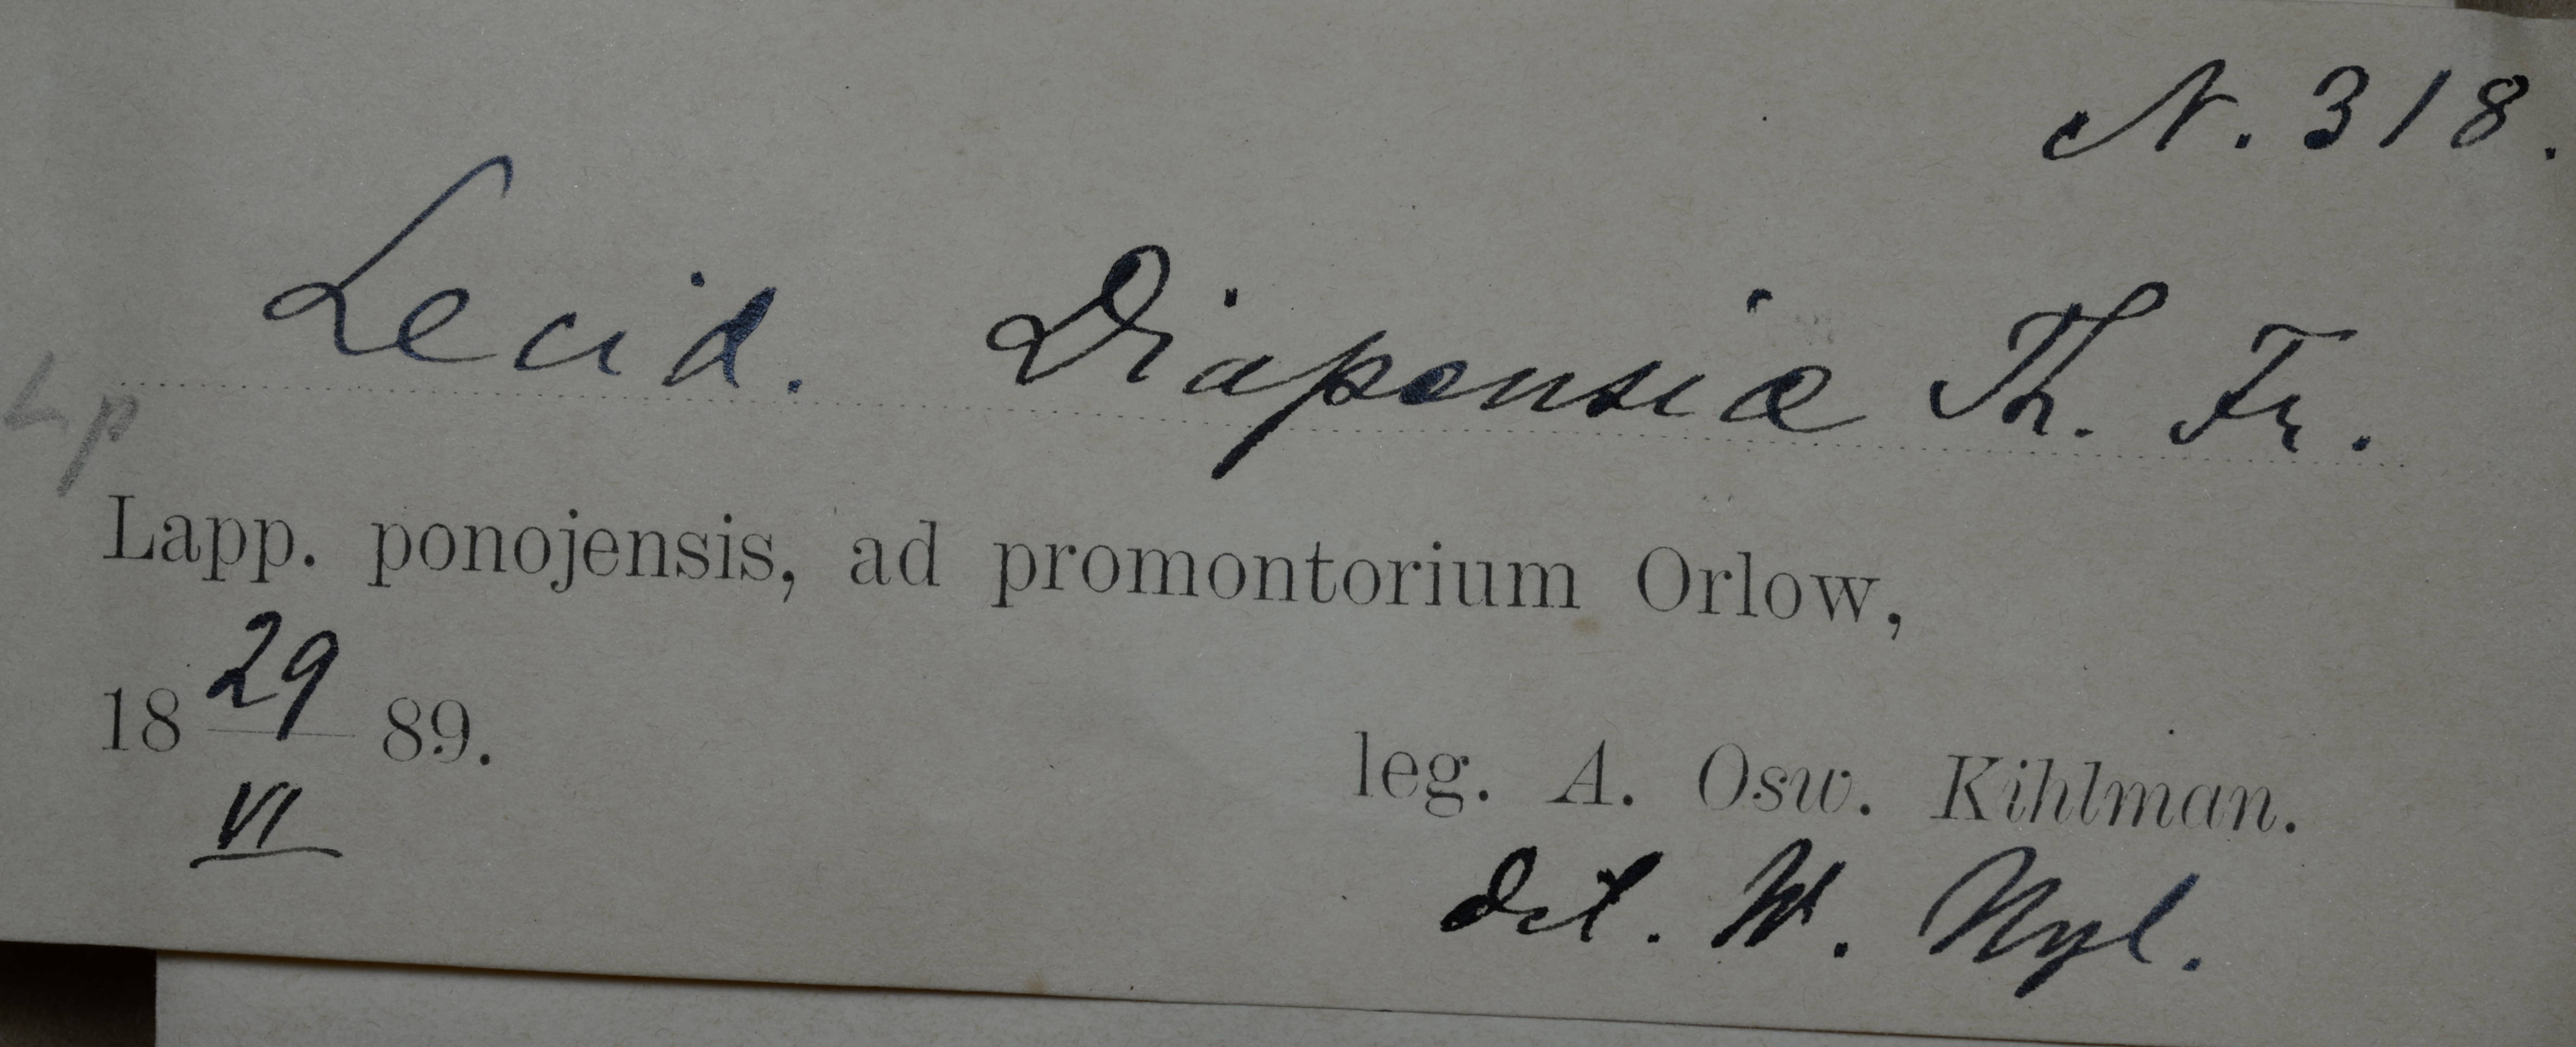 N. 318.
Lecid. Diapensiæ Th. Fr.
Lp
Lapp. ponojensis, ad promontorium Orlow,
18 29 89.
VI
leg. A. Osw. Kihlman.
det. W. Nyl.